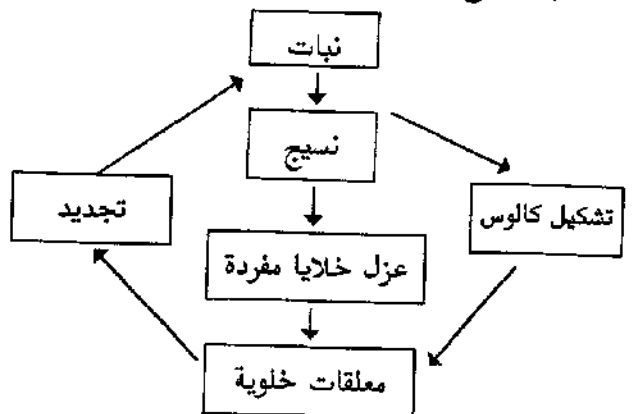 نبات
نسيج
تشكيل كالوس
تجديد
عزل خلايا مفردة
معلقات خلوية